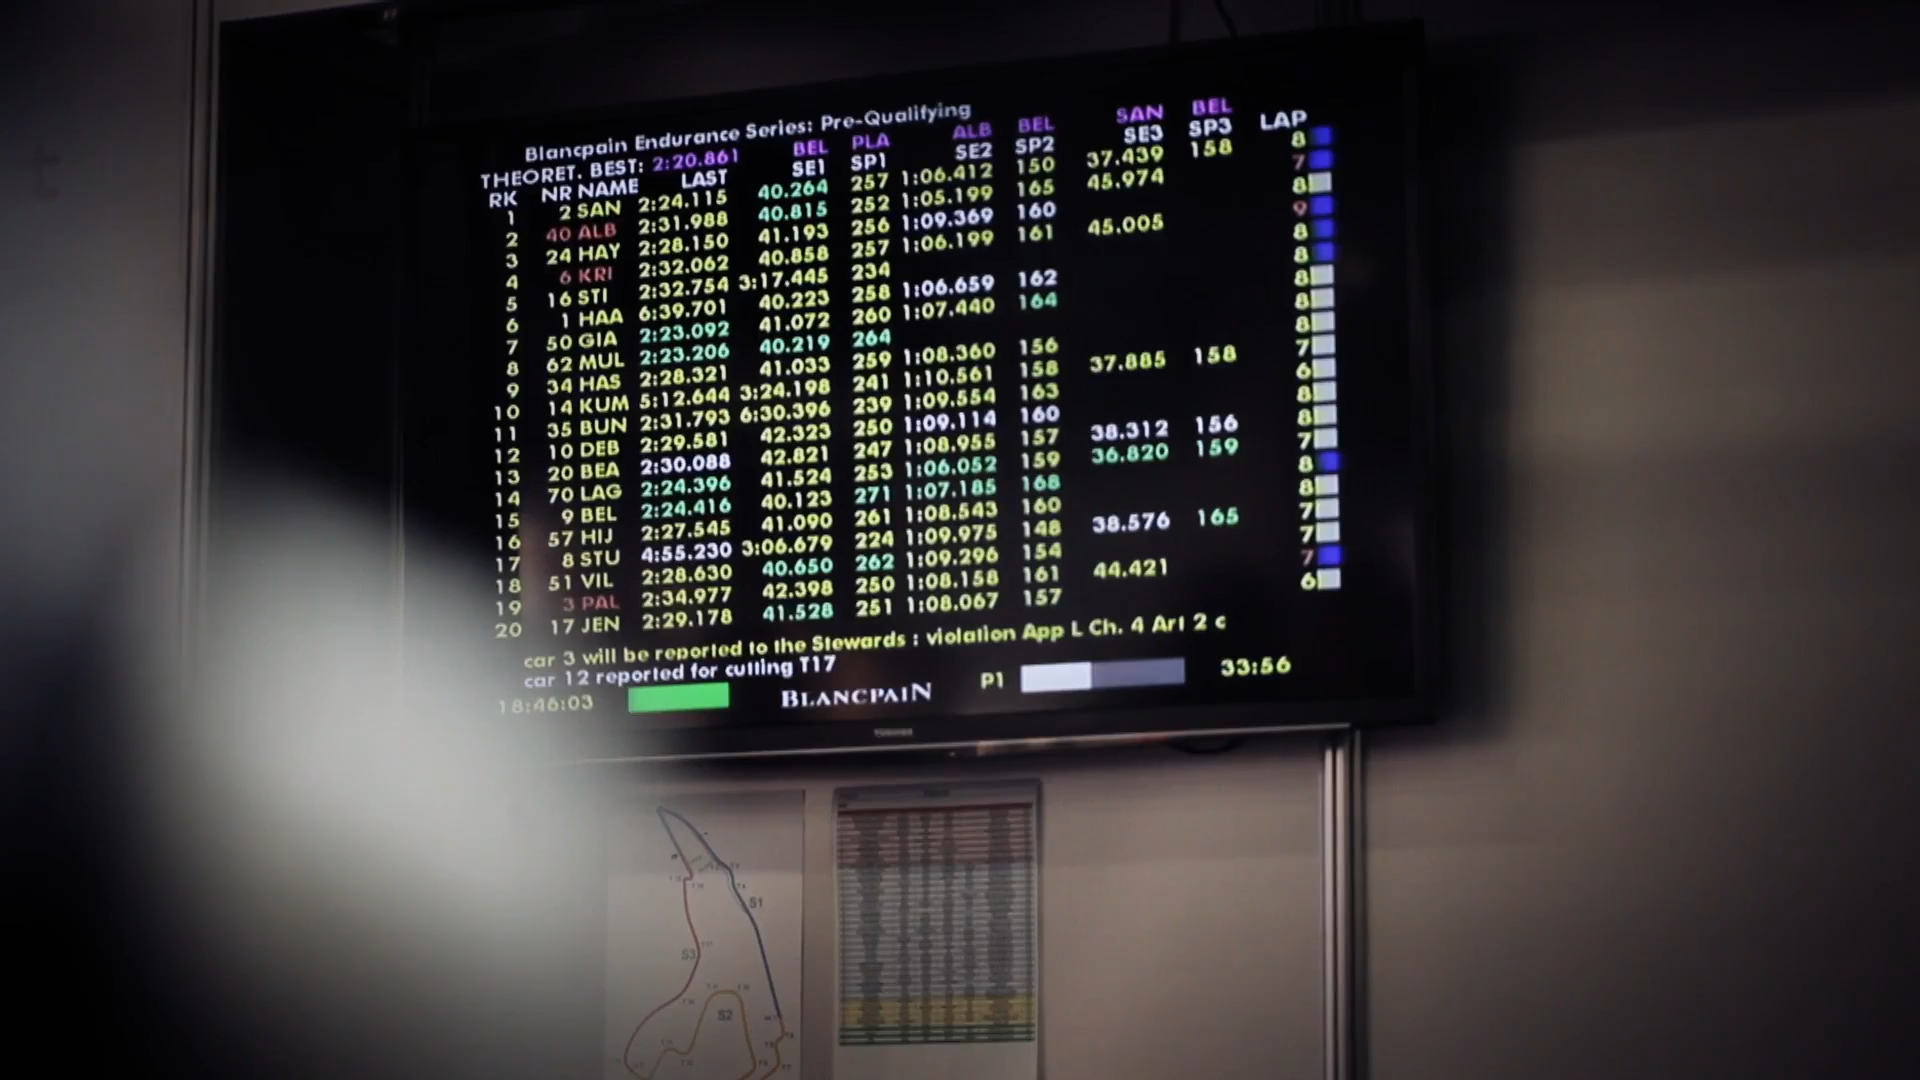 Blancpain Endurance Series: Pre-Qualifying
THEORET. BEST: 2:20.861 BEL PLA ALB BEL SAN BEL
RK NR NAME LAST SE1 SP1 SE2 SP2 SE3 SP3 LAP
1 2 SAN 2:24.115 40.264 257 1:06.412 150 37.439 158 8
2 40 ALB 2:31.988 40.815 252 1:05.199 165 45.974 7
3 24 HAY 2:28.150 41.193 256 1:09.369 160 8
4 6 KRI 2:32.062 40.858 257 1:06.199 161 45.005 9
5 16 STI 2:32.754 3:17.445 234 8
6 1 HAA 6:39.701 40.223 258 1:06.659 162 8
7 50 GIA 2:23.092 41.072 260 1:07.440 164 8
8 62 MUL 2:23.206 40.219 264 8
9 34 HAS 2:28.321 41.033 259 1:08.360 156 8
10 14 KUM 5:12.644 3:24.198 241 1:10.561 158 37.885 158 7
11 35 BUN 2:31.793 6:30.396 239 1:09.554 163 6
12 10 DEB 2:29.581 42.323 250 1:09.114 160 8
13 20 BEA 2:30.088 42.821 247 1:08.955 157 38.312 156 8
14 70 LAG 2:24.396 41.524 253 1:06.052 159 36.820 159 7
15 9 BEL 2:24.416 40.123 271 1:07.185 168 8
16 57 HIJ 2:27.545 41.090 261 1:08.543 160 8
17 8 STU 4:55.230 3:06.679 224 1:09.975 148 38.576 165 7
18 51 VIL 2:28.630 40.650 262 1:09.296 154 7
19 3 PAL 2:34.977 42.398 250 1:08.158 161 44.421 7
20 17 JEN 2:29.178 41.528 251 1:08.067 157 6
car 3 will be reported to the Stewards : violation App L Ch. 4 Art 2 c
car 12 reported for cutting T17
18:46:03 BLANCPAIN P1 33:56
TOSHIBA
S1
S3
S2